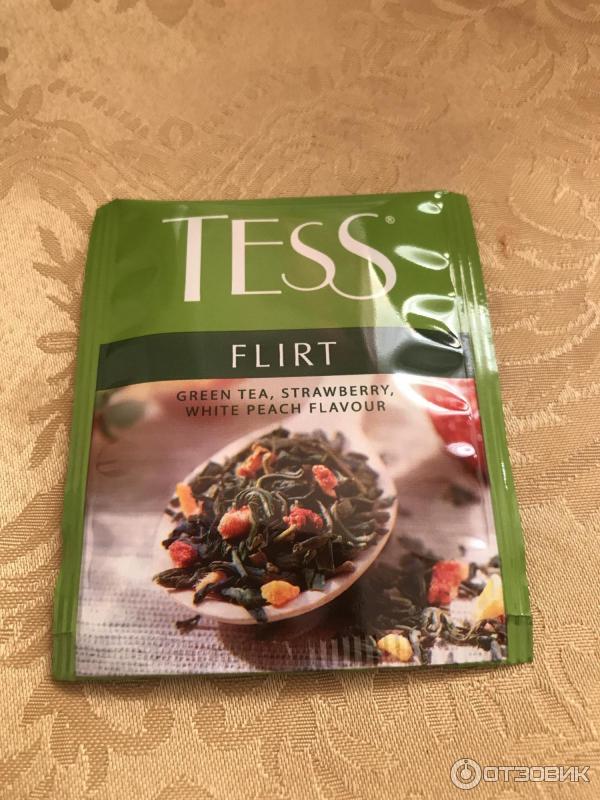 TESS®
FLIRT
GREEN TEA, STRAWBERRY,
WHITE PEACH FLAVOUR
ОТЗОВИК